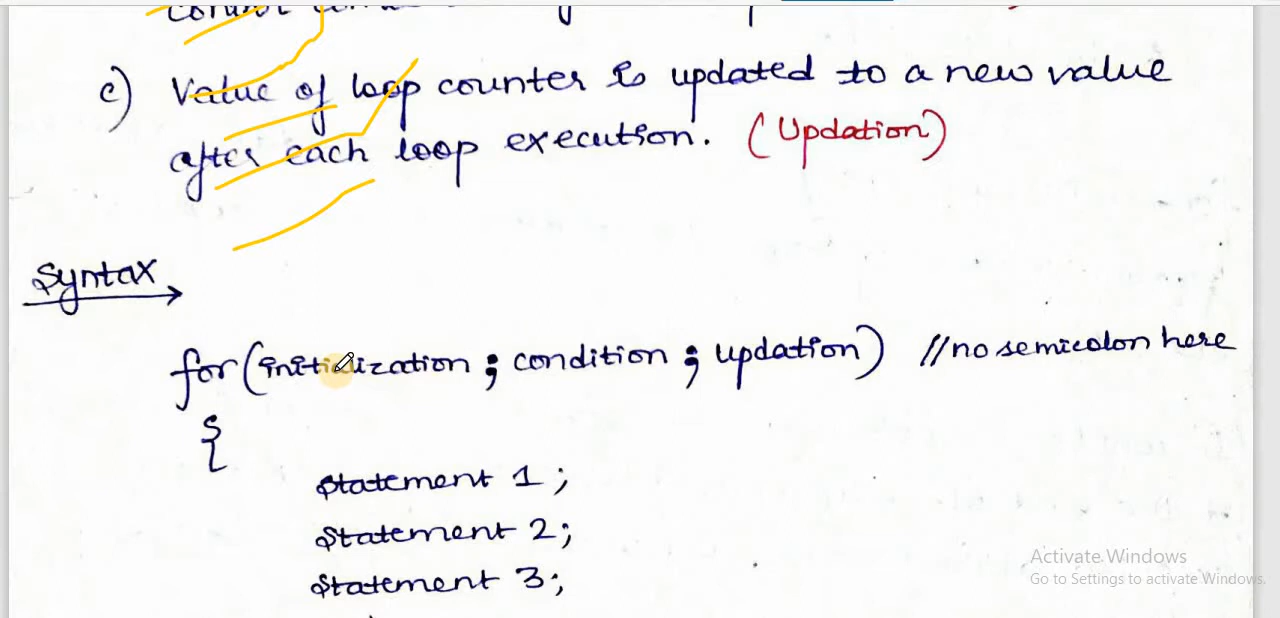 c) Value of loop counter is updated to a new value
after each loop execution. (Updation)
Syntax
for (initialization ; condition ; updation) // no semicolon here
{
statement 1 ;
statement 2 ;
statement 3 ;
Activate Windows
Go to Settings to activate Windows.